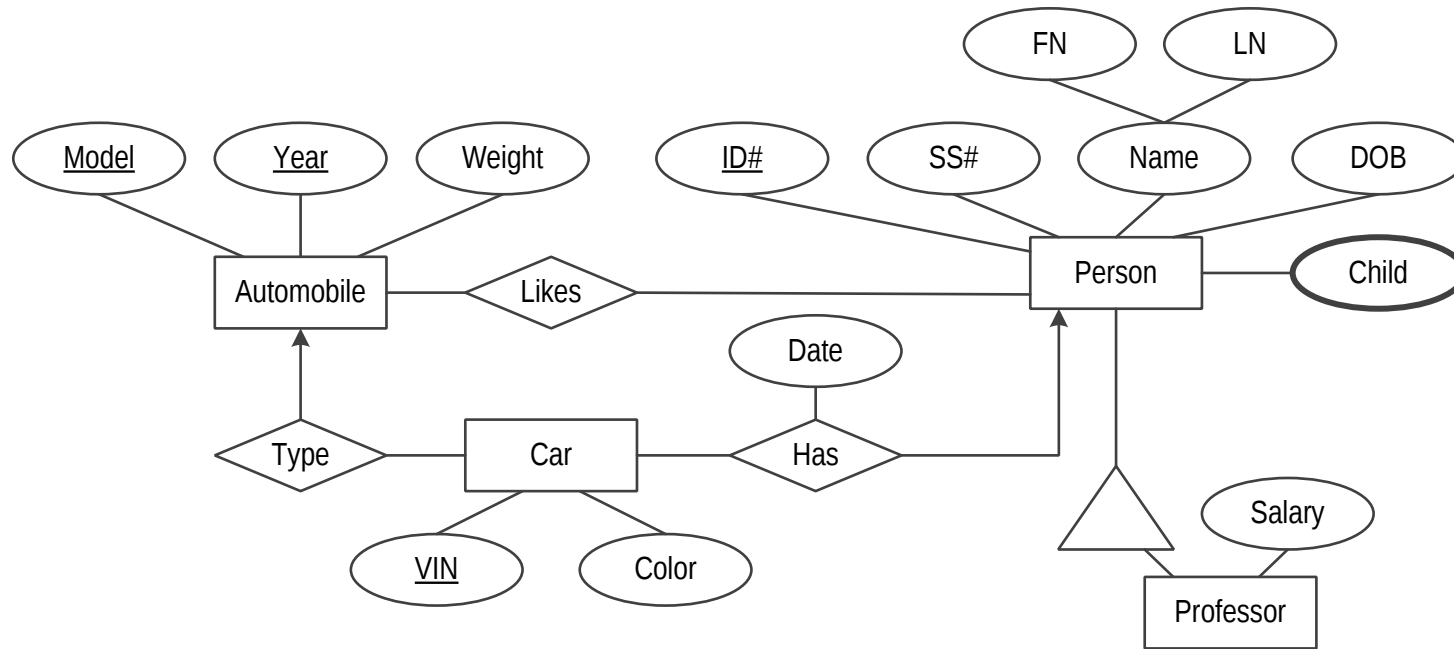 FN
LN
Model
Year
Weight
ID#
SS#
Name
DOB
Automobile
Likes
Person
Child
Date
Type
Car
Has
Salary
VIN
Color
Professor